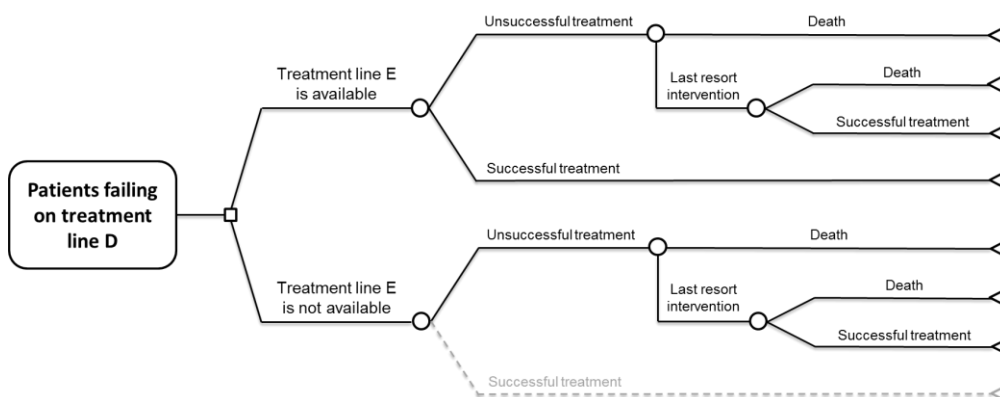 Unsuccessful treatment
Death
Treatment line E
is available
Last resort
intervention
Death
Successful treatment
Successful treatment
Patients failing
on treatment
line D
Unsuccessful treatment
Death
Treatment line E
is not available
Last resort
intervention
Death
Successful treatment
Successful treatment